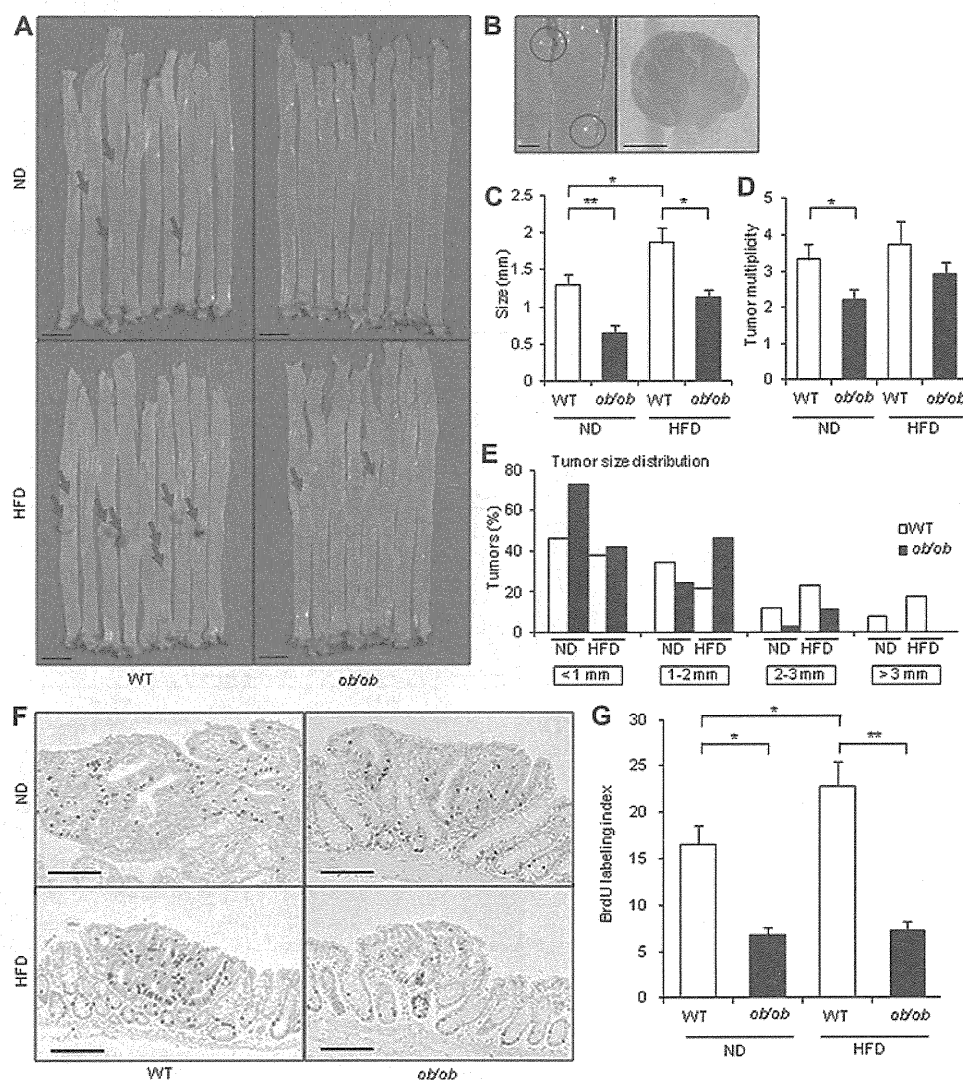 A
ND
HFD
WT
ob/ob
B
C
Size (mm)
2.5
2
1.5
1
0.5
0
*
**
*
WT
ob/ob
WT
ob/ob
ND
HFD
D
Tumor multiplicity
5
4
3
2
1
0
*
WT
ob/ob
WT
ob/ob
ND
HFD
E
Tumor size distribution
Tumors (%)
80
60
40
20
0
WT
ob/ob
ND HFD ND HFD ND HFD ND HFD
<1 mm 1-2 mm 2-3 mm >3 mm
F
ND
HFD
WT
ob/ob
G
BrdU labeling index
30
25
20
15
10
5
0
*
*
**
WT
ob/ob
WT
ob/ob
ND
HFD